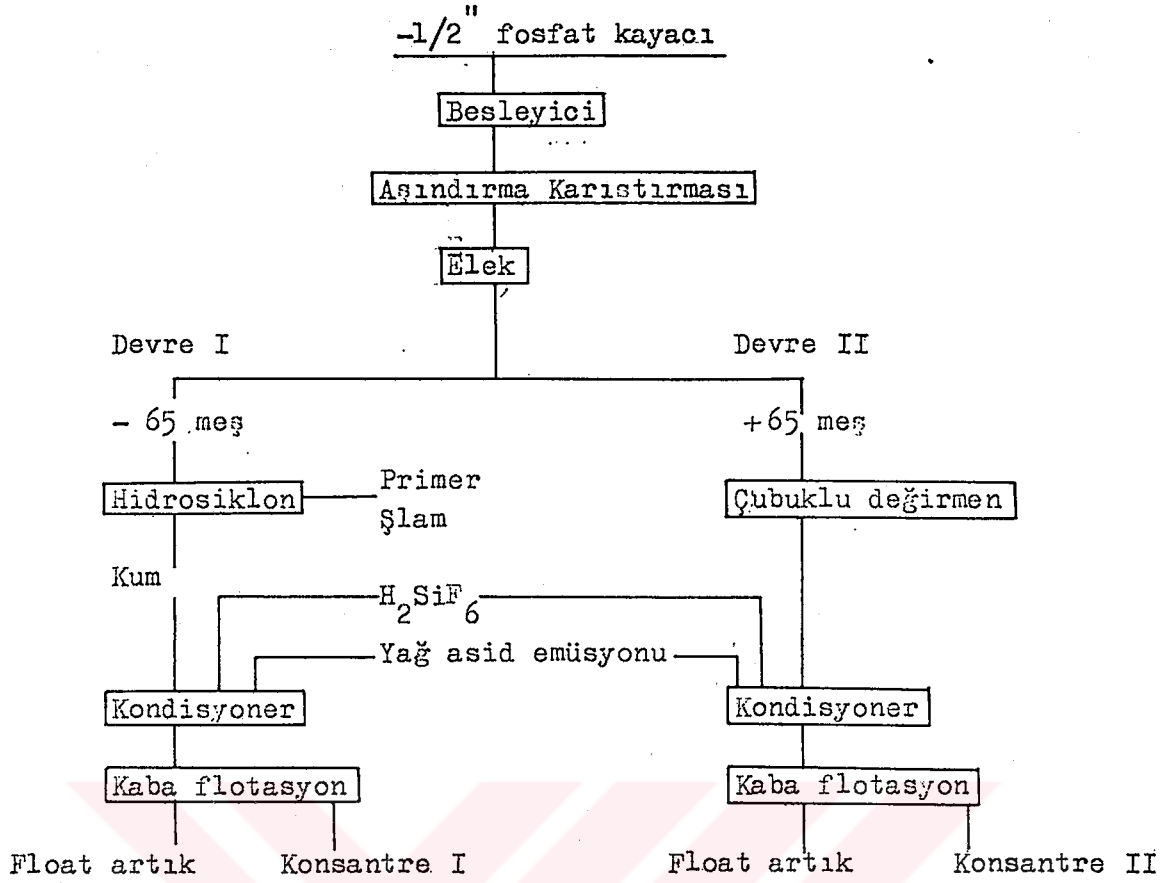 -1/2" fosfat kayacı
Besleyici
Aşındırma Karıstırması
Elek
Devre I
Devre II
- 65 meş
+65 meş
Hidrosiklon
Primer
Şlam
Çubuklu değirmen
Kum
H2SiF6
Yağ asid emüsyonu
Kondisyoner
Kondisyoner
Kaba flotasyon
Kaba flotasyon
Float artık
Konsantre I
Float artık
Konsantre II